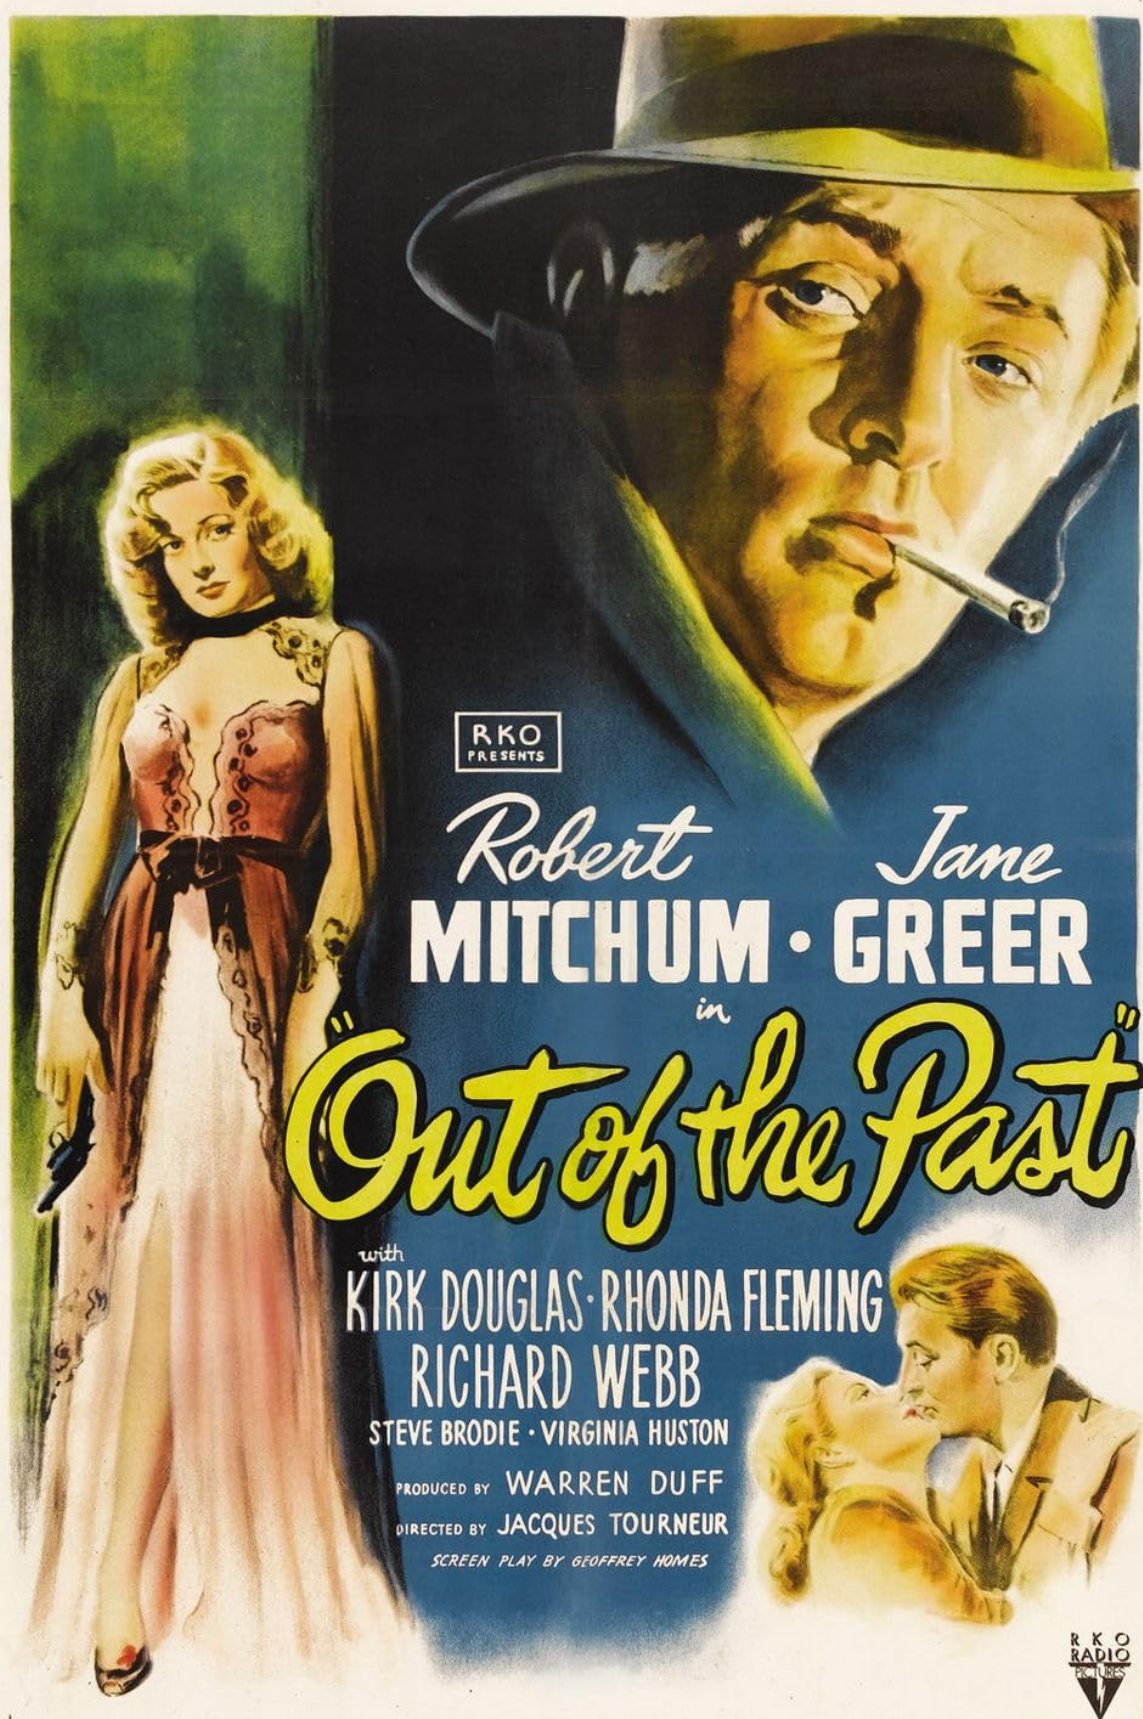 RKO
PRESENTS
Robert Jane
MITCHUM · GREER
in
"Out of the Past"
with
KIRK DOUGLAS · RHONDA FLEMING
RICHARD WEBB
STEVE BRODIE · VIRGINIA HUSTON
PRODUCED BY WARREN DUFF
DIRECTED BY JACQUES TOURNEUR
SCREEN PLAY BY GEOFFREY HOMES
RKO
RADIO
PICTURES